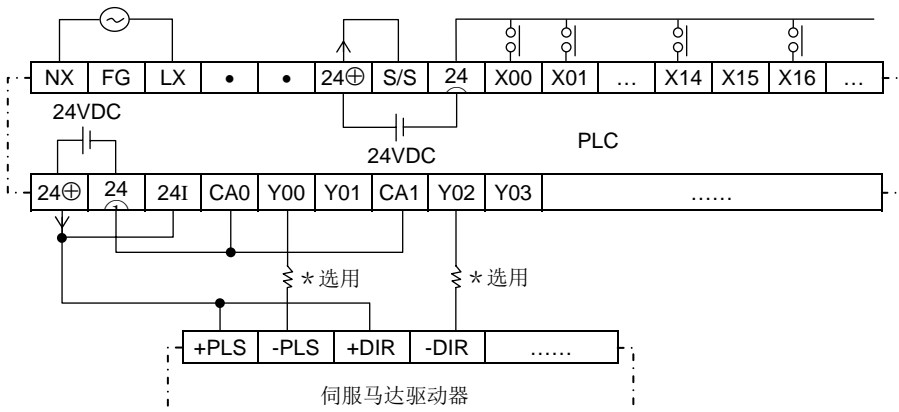 NX FG LX • • 24⊕ S/S 24 X00 X01 … X14 X15 X16 …
24VDC
24VDC
PLC
24⊕ 24 24I CA0 Y00 Y01 CA1 Y02 Y03 ……
*选用 *选用
+PLS -PLS +DIR -DIR ……
伺服马达驱动器